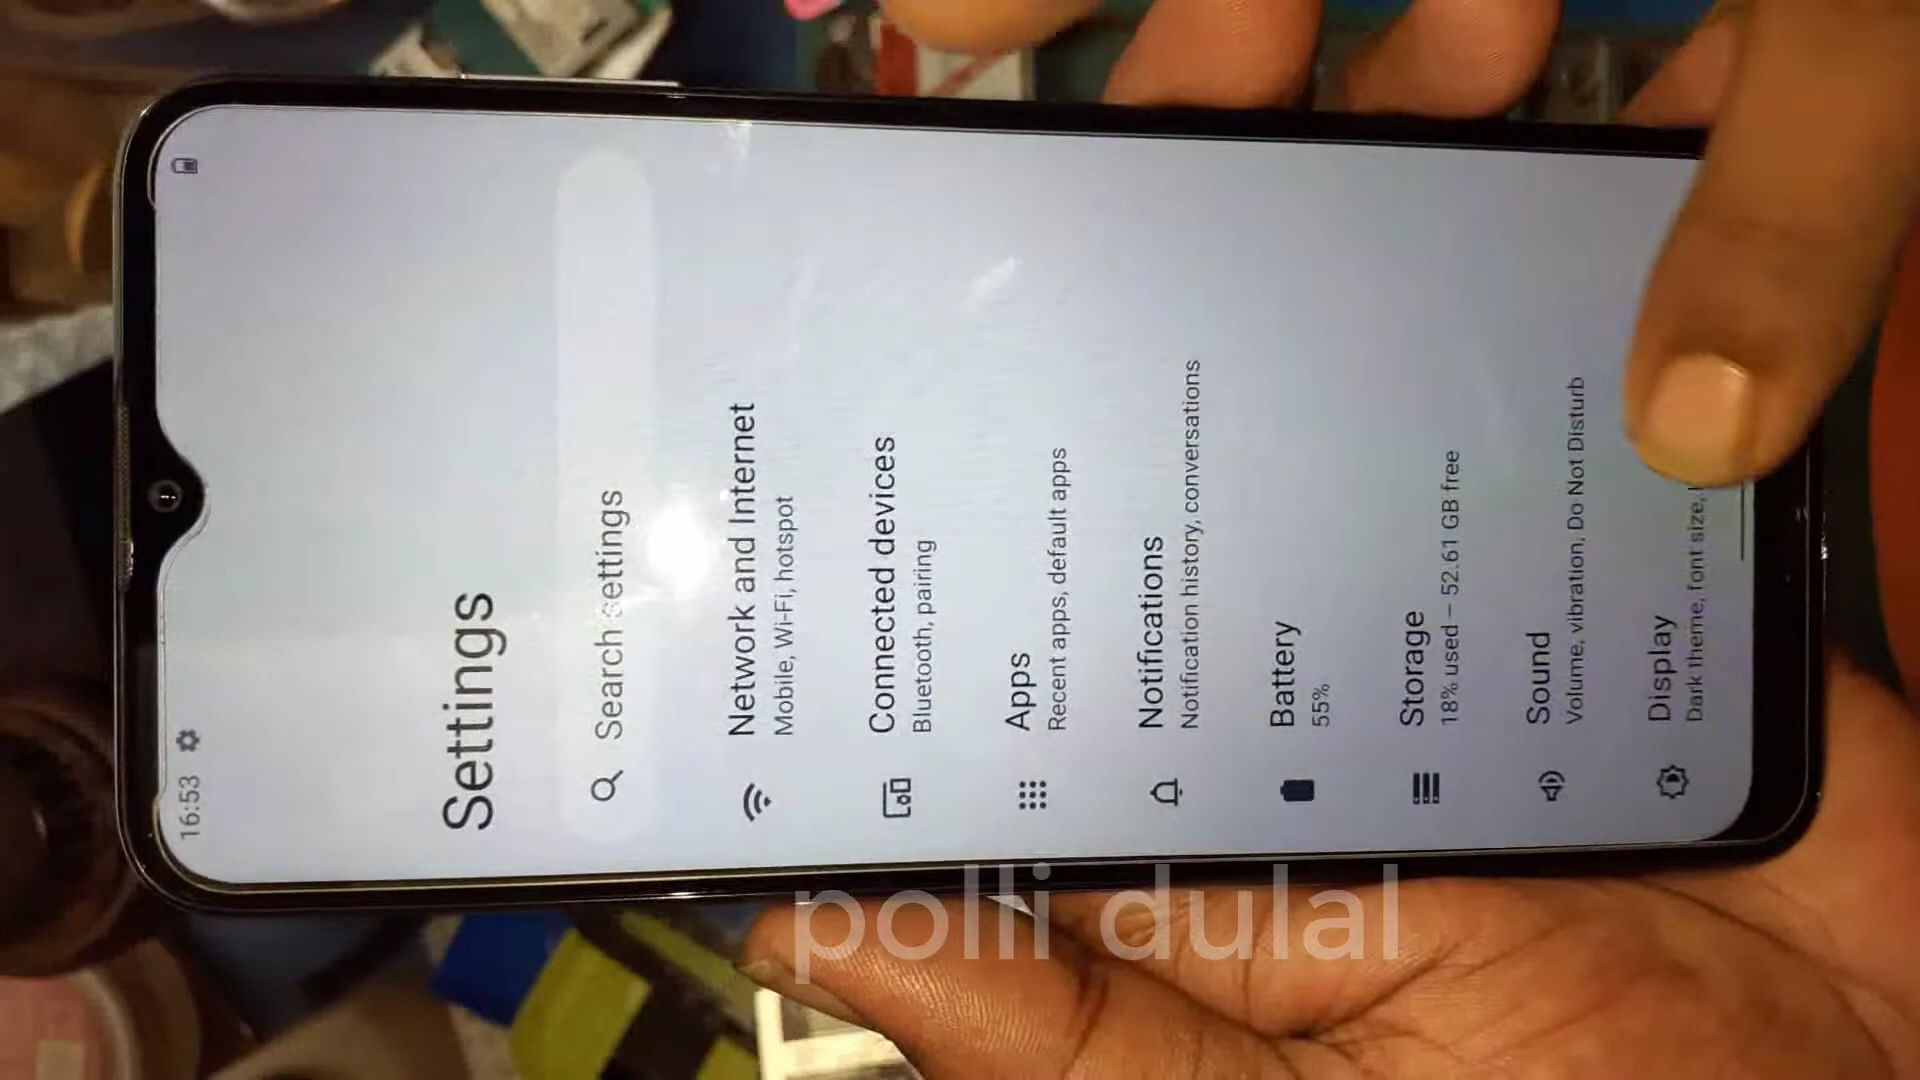 16:53
Settings
Search settings
Network and Internet
Mobile, Wi-Fi, hotspot
Connected devices
Bluetooth, pairing
Apps
Recent apps, default apps
Notifications
Notification history, conversations
Battery
55%
Storage
18% used – 52.61 GB free
Sound
Volume, vibration, Do Not Disturb
Display
Dark theme, font size,
polli dulal